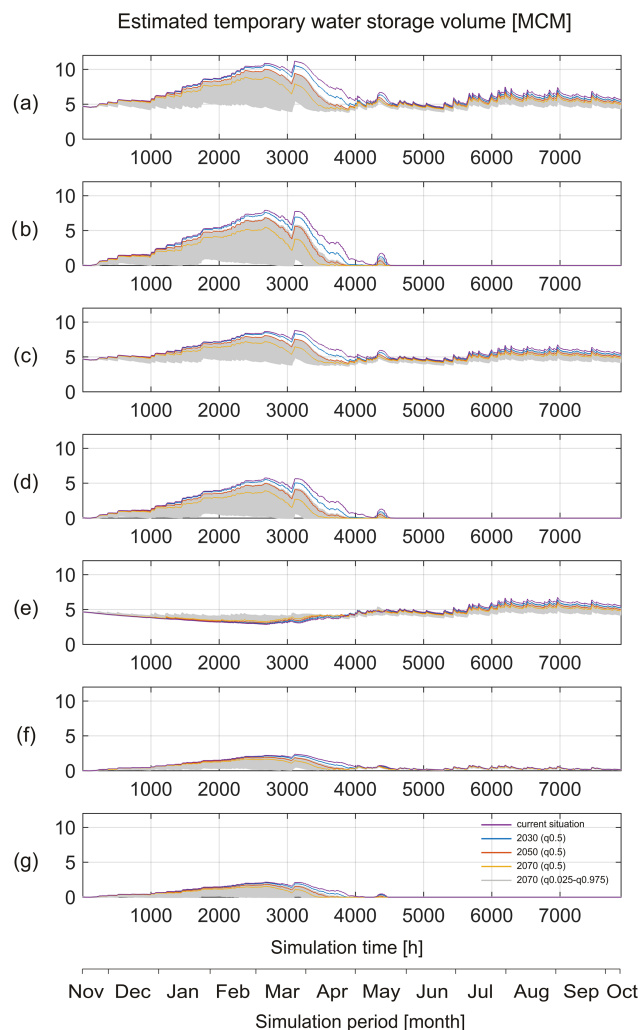 Estimated temporary water storage volume [MCM]
10
(a) 5
0
1000 2000 3000 4000 5000 6000 7000
10
(b) 5
0
1000 2000 3000 4000 5000 6000 7000
10
(c) 5
0
1000 2000 3000 4000 5000 6000 7000
10
(d) 5
0
1000 2000 3000 4000 5000 6000 7000
10
(e) 5
0
1000 2000 3000 4000 5000 6000 7000
10
(f) 5
0
1000 2000 3000 4000 5000 6000 7000
10
(g) 5
0
current situation
2030 (q0.5)
2050 (q0.5)
2070 (q0.5)
2070 (q0.025-q0.975)
1000 2000 3000 4000 5000 6000 7000
Simulation time [h]
Nov Dec Jan Feb Mar Apr May Jun Jul Aug Sep Oct
Simulation period [month]